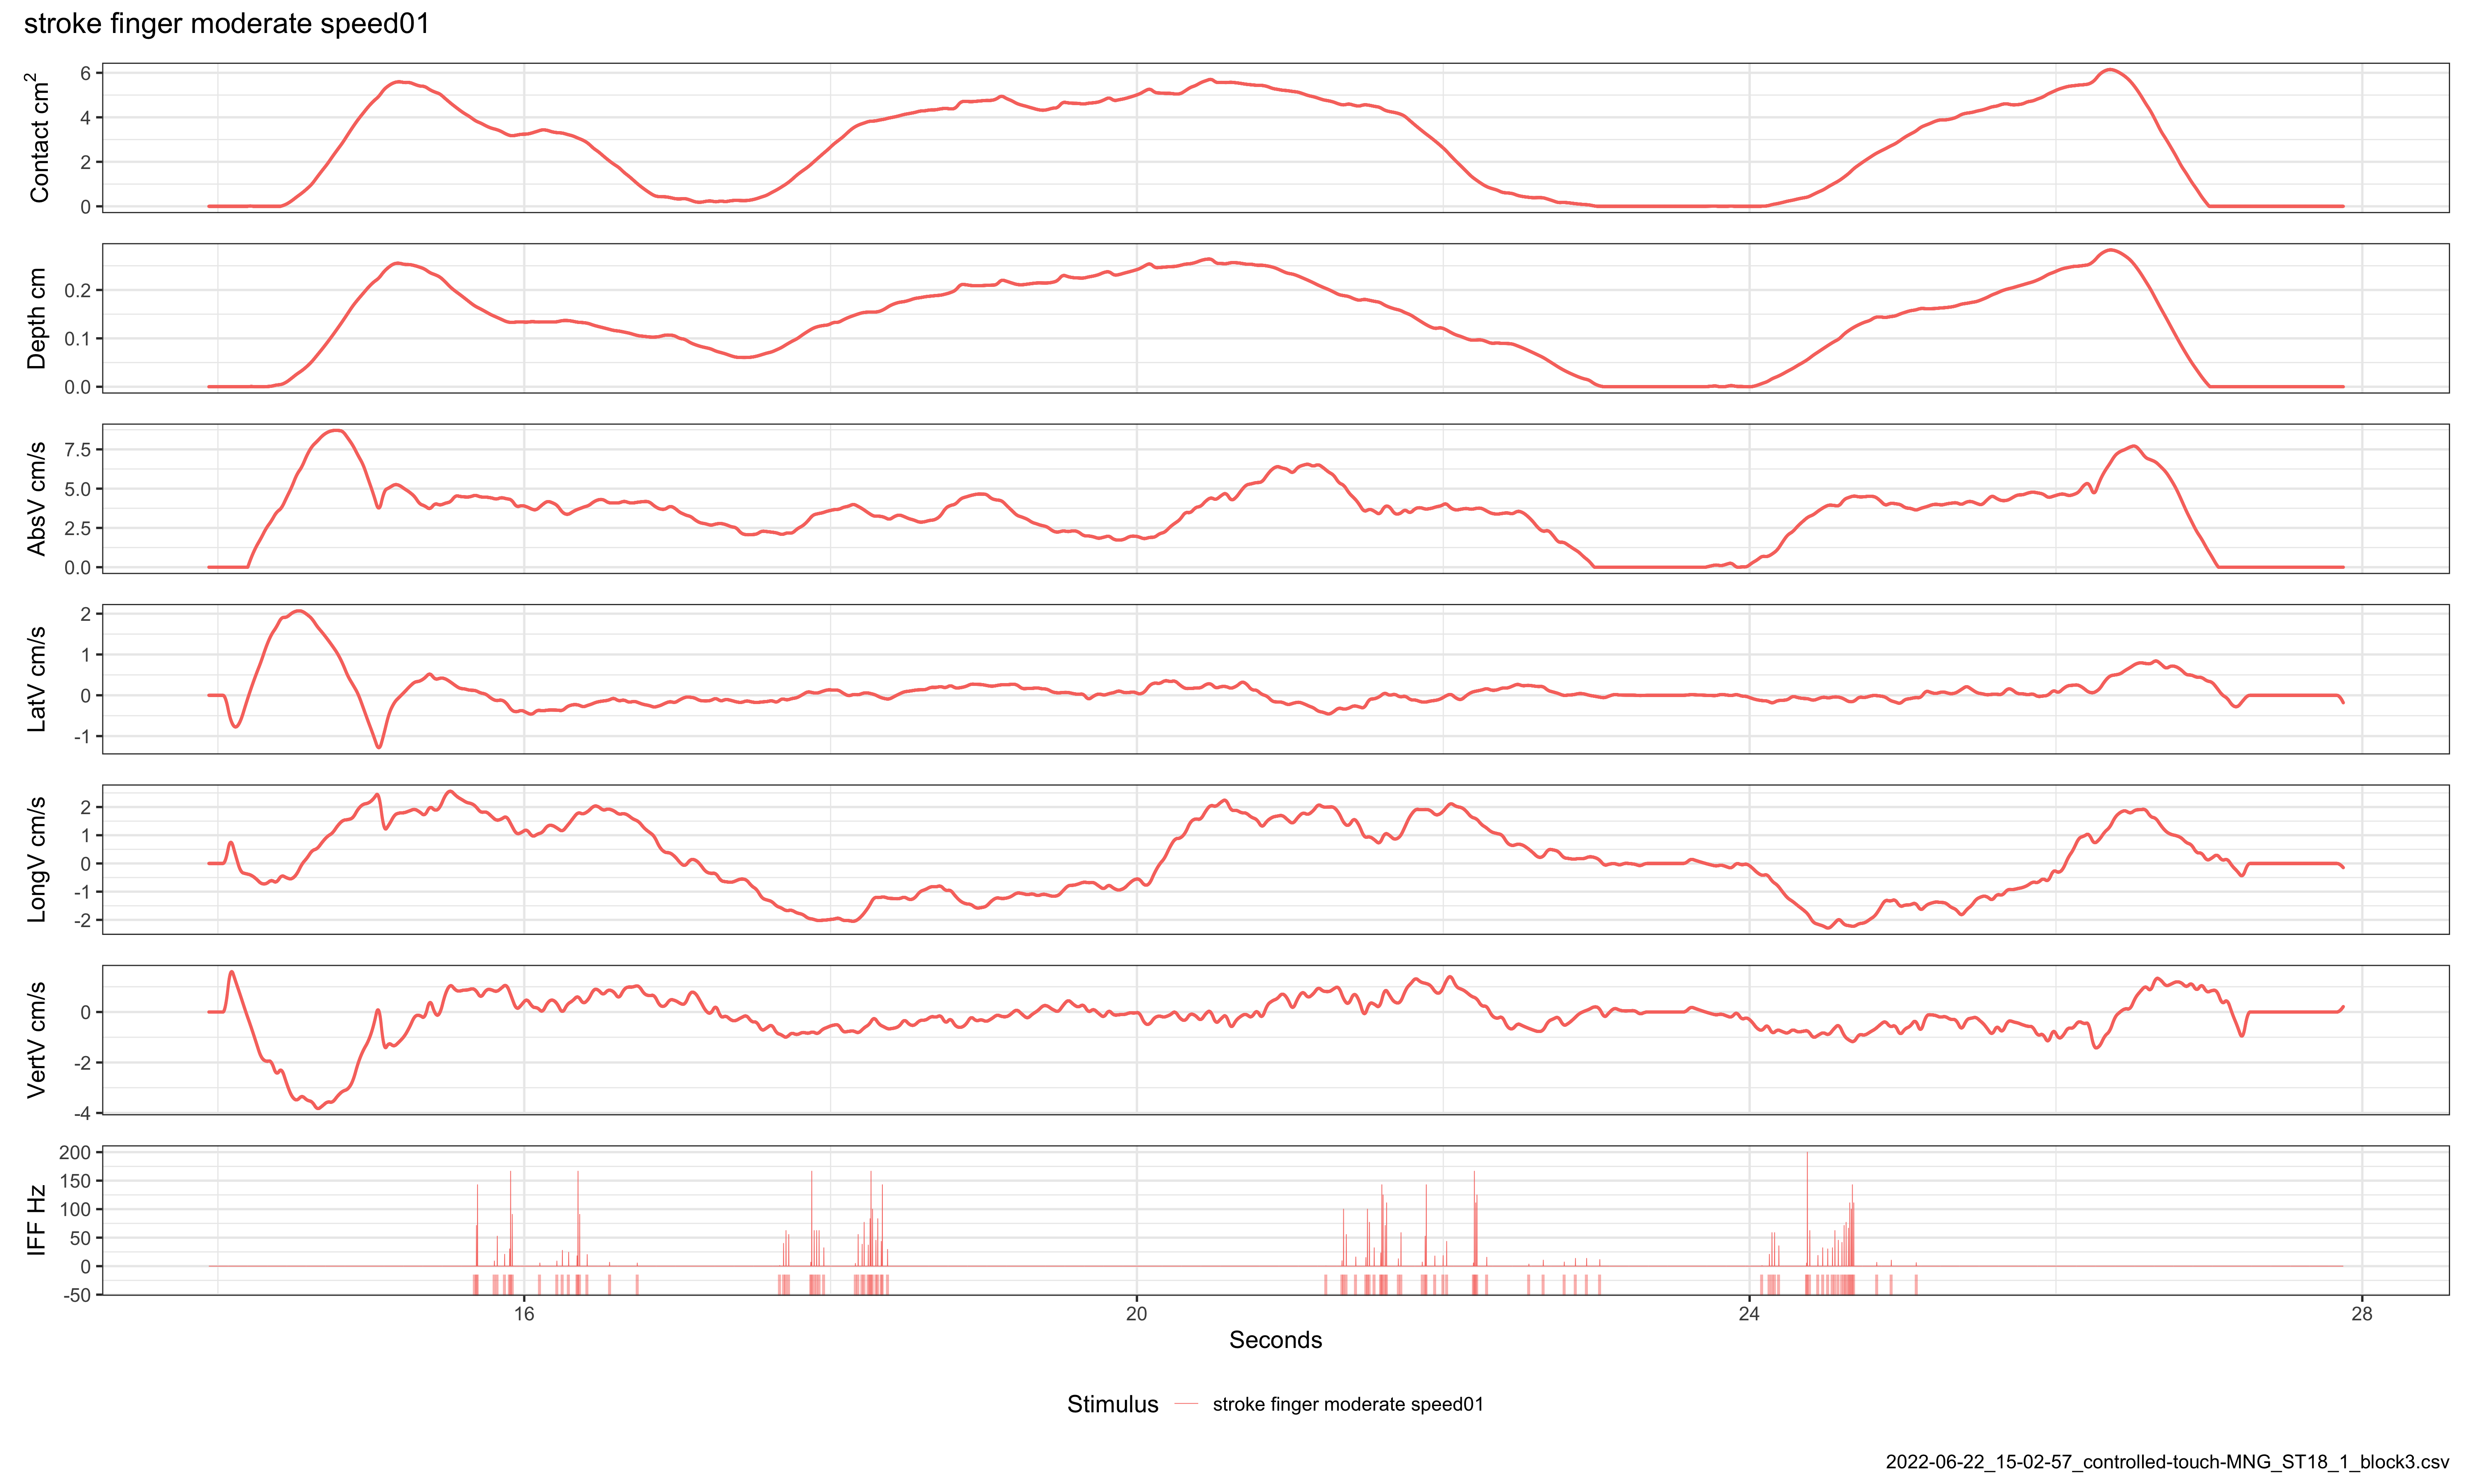 stroke finger moderate speed01
Contact cm²
6
4
2
0
Depth cm
0.2
0.1
0.0
AbsV cm/s
7.5
5.0
2.5
0.0
LatV cm/s
2
1
0
-1
LongV cm/s
2
1
0
-1
-2
VertV cm/s
0
-2
-4
IFF Hz
200
150
100
50
0
-50
16 20 24 28
Seconds
Stimulus stroke finger moderate speed01
2022-06-22_15-02-57_controlled-touch-MNG_ST18_1_block3.csv